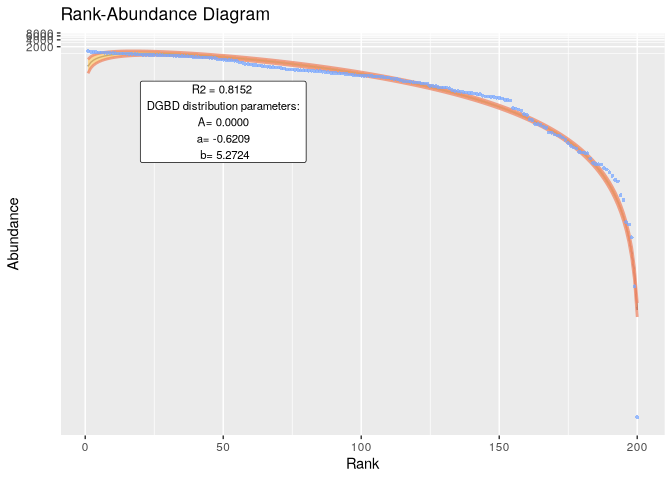 Rank-Abundance Diagram
8000
2000
R2 = 0.8152
DGBD distribution parameters:
A= 0.0000
a= -0.6209
b= 5.2724
Abundance
0
50
100
150
200
Rank